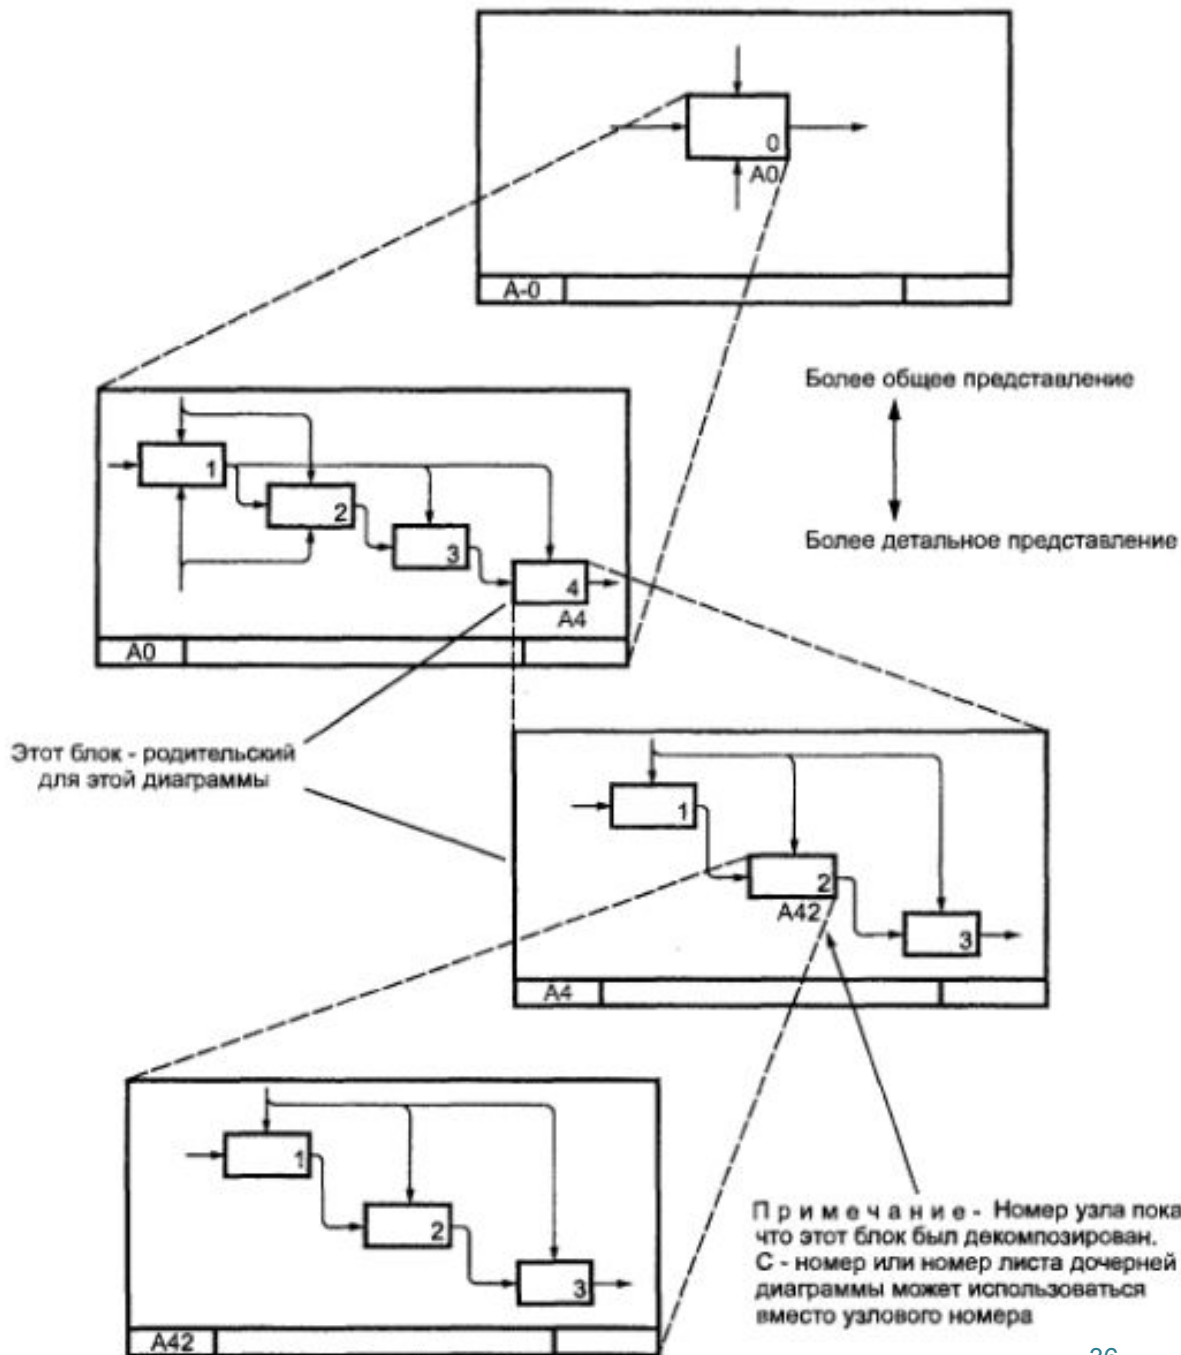 0
A0
A-0
Более общее представление
Более детальное представление
1
2
3
4
A4
A0
Этот блок - родительский
для этой диаграммы
1
2
A42
3
A4
1
2
3
A42
Примечание - Номер узла пока
что этот блок был декомпозирован.
С - номер или номер листа дочерней
диаграммы может использоваться
вместо узлового номера
36